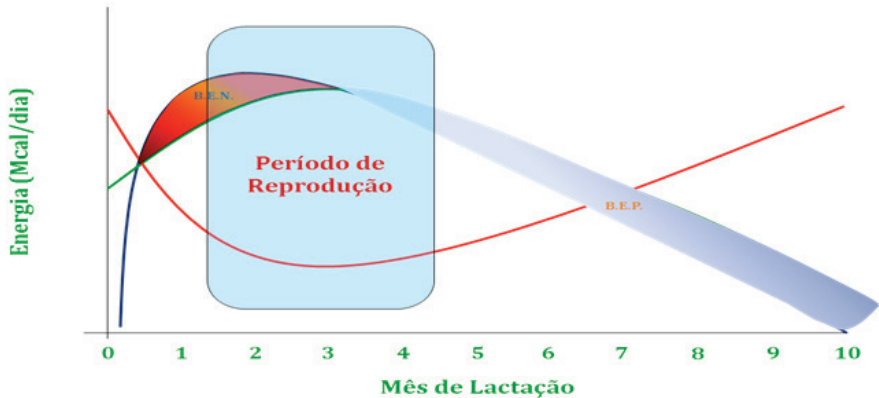 Energia (Mcal/dia)
B.E.N.
Período de
Reprodução
B.E.P.
0 1 2 3 4 5 6 7 8 9 10
Mês de Lactação